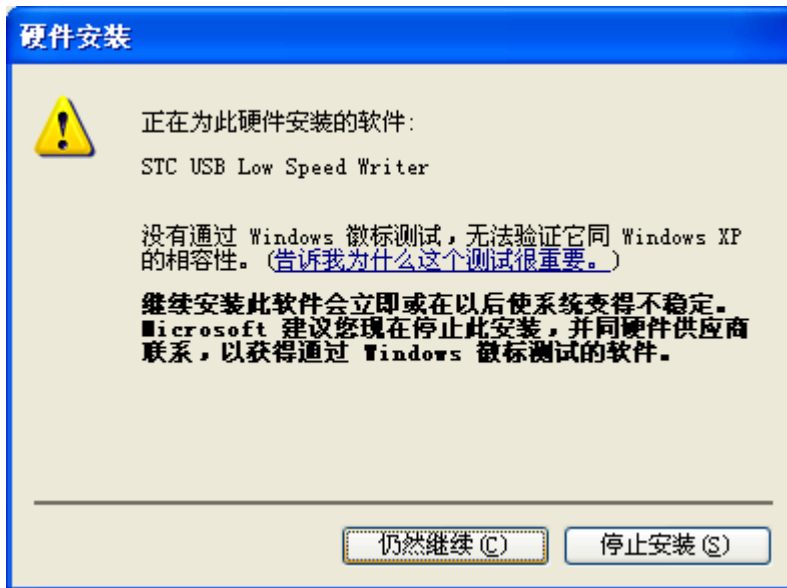 硬件安装
正在为此硬件安装的软件:
STC USB Low Speed Writer
没有通过 Windows 徽标测试，无法验证它同 Windows XP
的相容性。(告诉我为什么这个测试很重要。)
继续安装此软件会立即或在以后使系统变得不稳定。
Microsoft 建议您现在停止此安装，并同硬件供应商
联系，以获得通过 Windows 徽标测试的软件。
仍然继续(C)
停止安装(S)